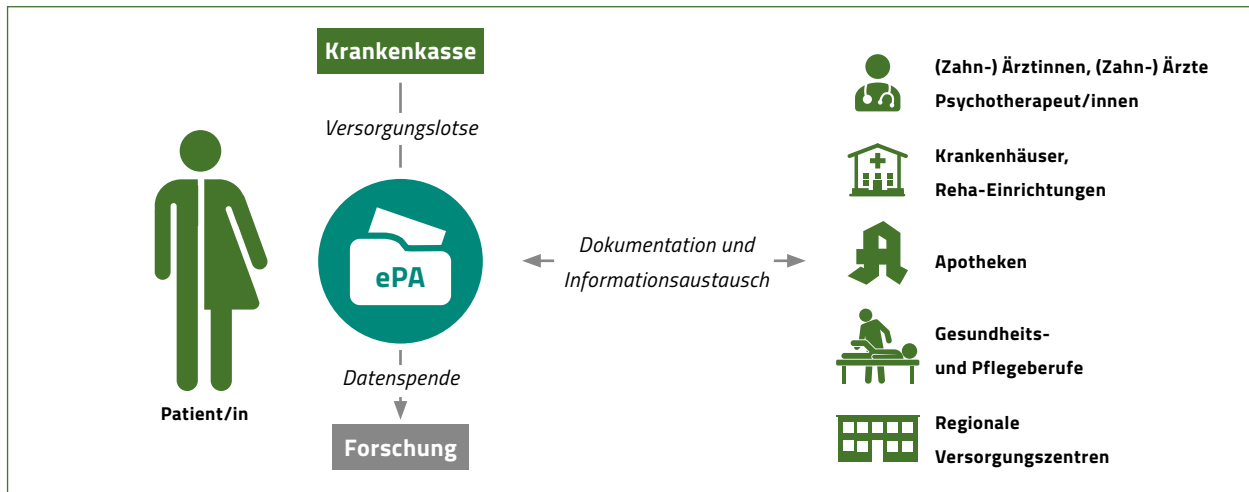 Krankenkasse
Versorgungslotse
ePA
Datenspende
Forschung
Patient/in
Dokumentation und
Informationsaustausch
(Zahn-) Ärztinnen, (Zahn-) Ärzte
Psychotherapeut/innen
Krankenhäuser,
Reha-Einrichtungen
Apotheken
Gesundheits-
und Pflegeberufe
Regionale
Versorgungszentren